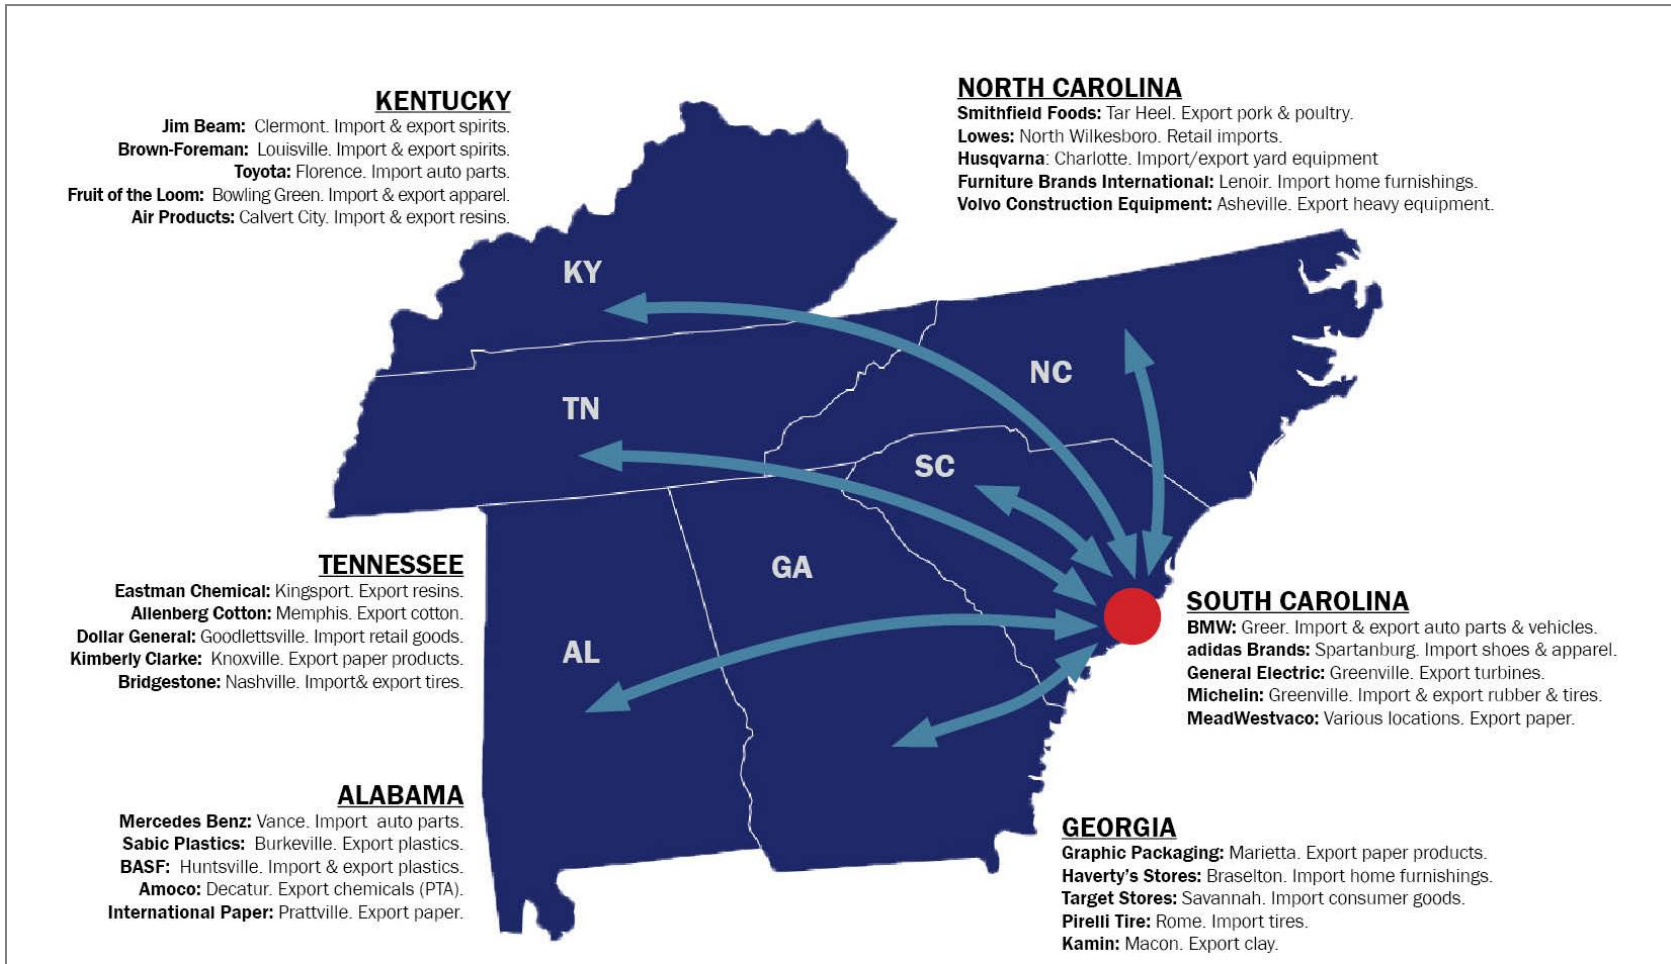 KENTUCKY
Jim Beam: Clermont. Import & export spirits.
Brown-Foreman: Louisville. Import & export spirits.
Toyota: Florence. Import auto parts.
Fruit of the Loom: Bowling Green. Import & export apparel.
Air Products: Calvert City. Import & export resins.
NORTH CAROLINA
Smithfield Foods: Tar Heel. Export pork & poultry.
Lowes: North Wilkesboro. Retail imports.
Husqvarna: Charlotte. Import/export yard equipment
Furniture Brands International: Lenoir. Import home furnishings.
Volvo Construction Equipment: Asheville. Export heavy equipment.
KY
NC
TN
SC
GA
AL
TENNESSEE
Eastman Chemical: Kingsport. Export resins.
Allenberg Cotton: Memphis. Export cotton.
Dollar General: Goodlettsville. Import retail goods.
Kimberly Clarke: Knoxville. Export paper products.
Bridgestone: Nashville. Import& export tires.
SOUTH CAROLINA
BMW: Greer. Import & export auto parts & vehicles.
adidas Brands: Spartanburg. Import shoes & apparel.
General Electric: Greenville. Export turbines.
Michelin: Greenville. Import & export rubber & tires.
MeadWestvaco: Various locations. Export paper.
ALABAMA
Mercedes Benz: Vance. Import auto parts.
Sabic Plastics: Burkeville. Export plastics.
BASF: Huntsville. Import & export plastics.
Amoco: Decatur. Export chemicals (PTA).
International Paper: Prattville. Export paper.
GEORGIA
Graphic Packaging: Marietta. Export paper products.
Haverty's Stores: Braselton. Import home furnishings.
Target Stores: Savannah. Import consumer goods.
Pirelli Tire: Rome. Import tires.
Kamin: Macon. Export clay.